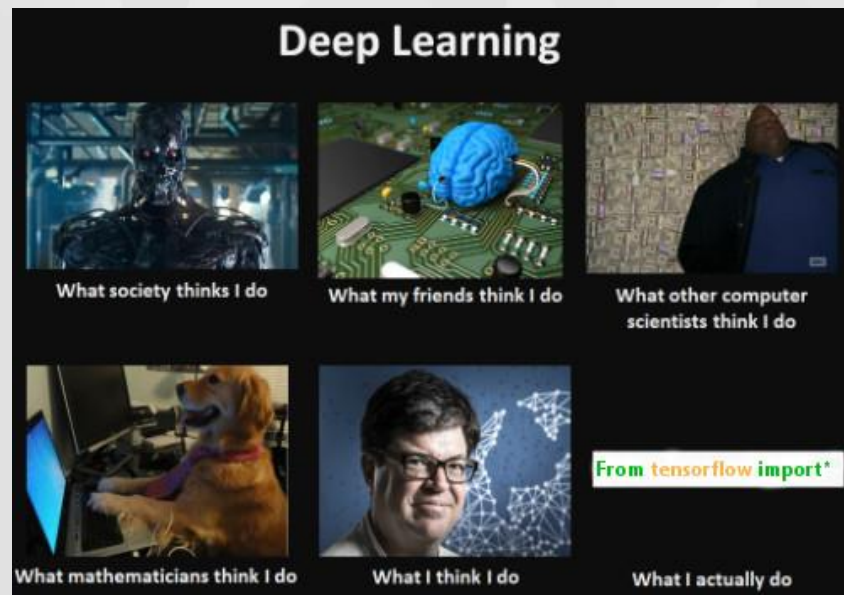 Deep Learning
What society thinks I do
What my friends think I do
What other computer
scientists think I do
From tensorflow import*
What mathematicians think I do
What I think I do
What I actually do